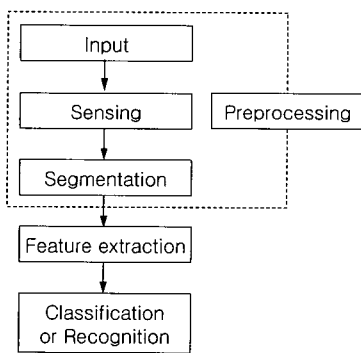 Input
Sensing
Preprocessing
Segmentation
Feature extraction
Classification
or Recognition